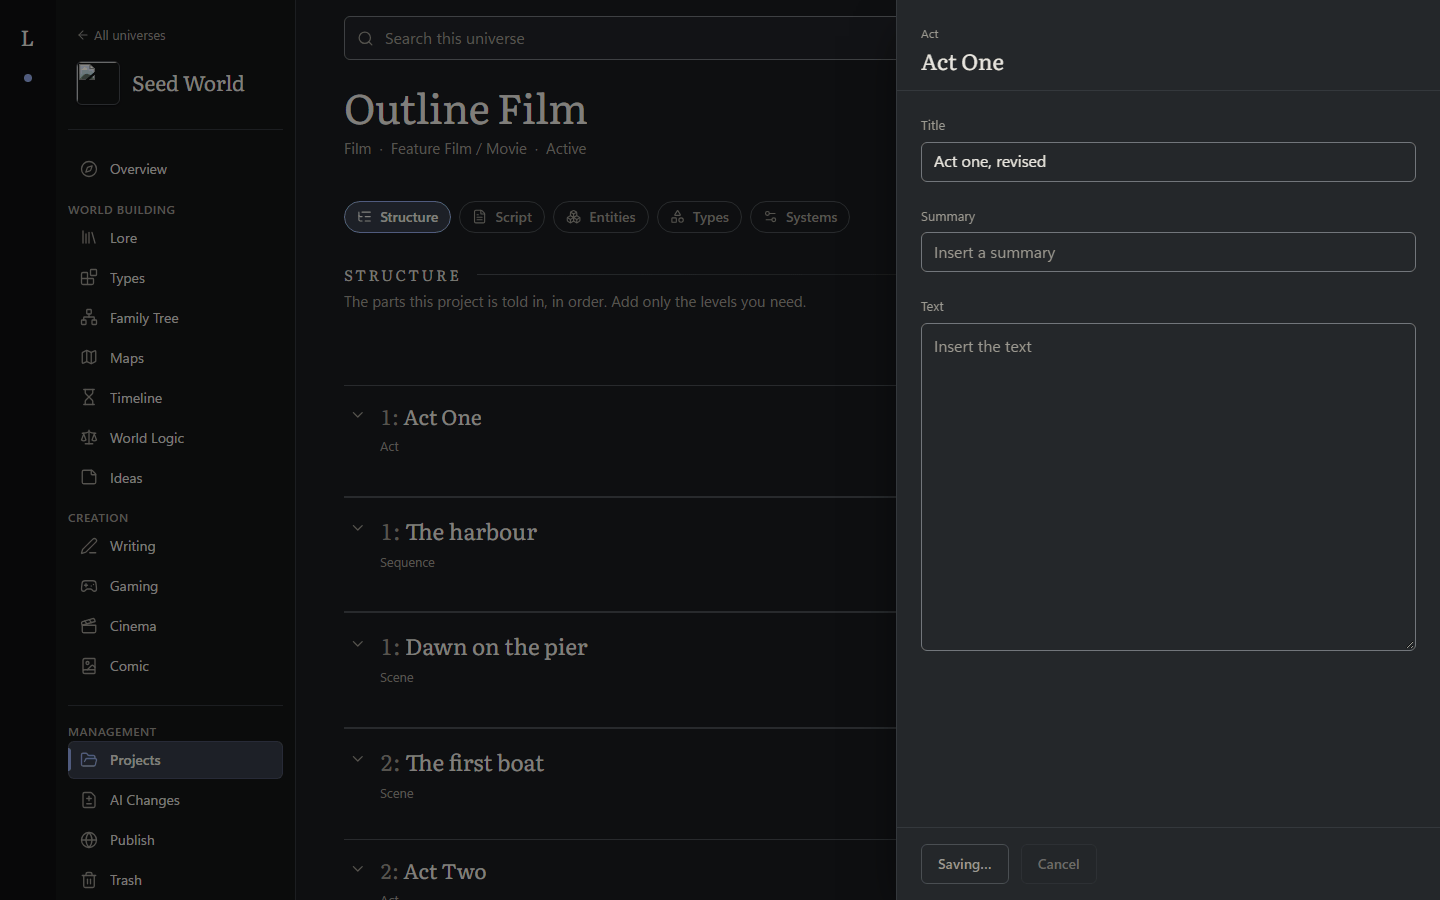 L
All universes
Seed World
Overview
WORLD BUILDING
Lore
Types
Family Tree
Maps
Timeline
World Logic
Ideas
CREATION
Writing
Gaming
Cinema
Comic
MANAGEMENT
Projects
AI Changes
Publish
Trash
Search this universe
Outline Film
Film · Feature Film / Movie · Active
Structure
Script
Entities
Types
Systems
STRUCTURE
The parts this project is told in, in order. Add only the levels you need.
1: Act One
Act
1: The harbour
Sequence
1: Dawn on the pier
Scene
2: The first boat
Scene
2: Act Two
Act
Act
Act One
Title
Act one, revised
Summary
Insert a summary
Text
Insert the text
Saving...
Cancel